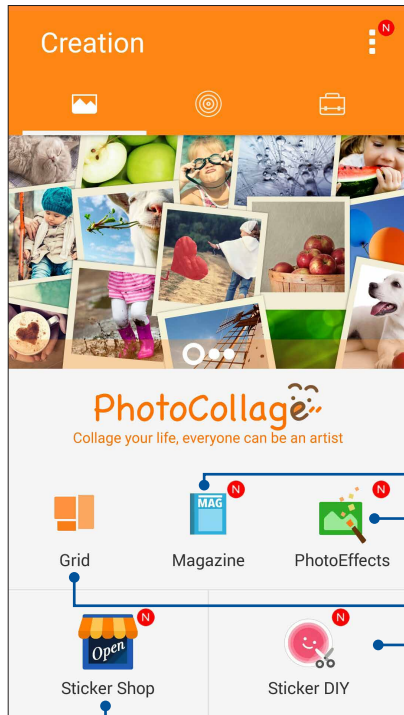 Creation
N
PhotoCollage
Collage your life, everyone can be an artist
MAG N N
Grid Magazine PhotoEffects
Open N N
Sticker Shop Sticker DIY